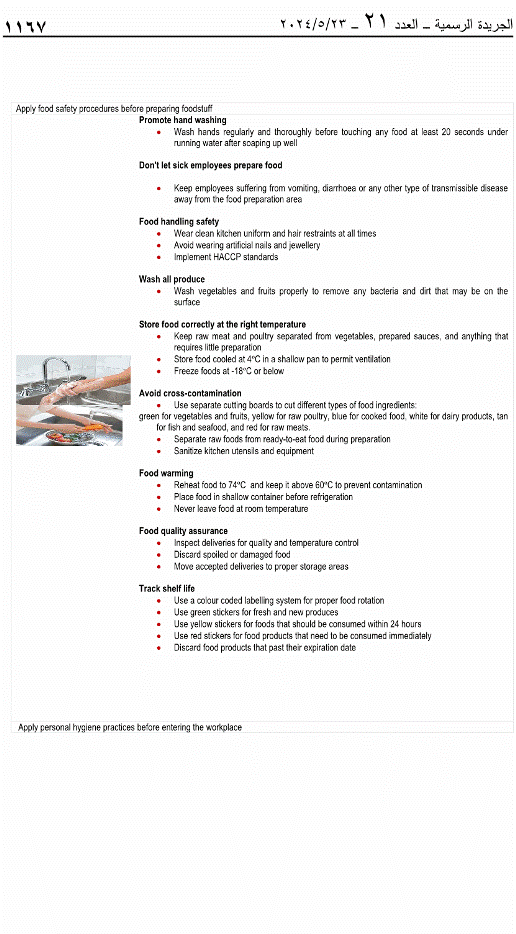 ١١٦٧
الجريدة الرسمية – العدد ٢١ – ٢٠٢٤/٥/٢٣
Apply food safety procedures before preparing foodstuff
Promote hand washing
• Wash hands regularly and thoroughly before touching any food at least 20 seconds under
running water after soaping up well
Don't let sick employees prepare food
• Keep employees suffering from vomiting, diarrhoea or any other type of transmissible disease
away from the food preparation area
Food handling safety
• Wear clean kitchen uniform and hair restraints at all times
• Avoid wearing artificial nails and jewellery
• Implement HACCP standards
Wash all produce
• Wash vegetables and fruits properly to remove any bacteria and dirt that may be on the
surface
Store food correctly at the right temperature
• Keep raw meat and poultry separated from vegetables, prepared sauces, and anything that
requires little preparation
• Store food cooled at 4°C in a shallow pan to permit ventilation
• Freeze foods at -18°C or below
Avoid cross-contamination
• Use separate cutting boards to cut different types of food ingredients:
green for vegetables and fruits, yellow for raw poultry, blue for cooked food, white for dairy products, tan
for fish and seafood, and red for raw meats.
• Separate raw foods from ready-to-eat food during preparation
• Sanitize kitchen utensils and equipment
Food warming
• Reheat food to 74°C and keep it above 60°C to prevent contamination
• Place food in shallow container before refrigeration
• Never leave food at room temperature
Food quality assurance
• Inspect deliveries for quality and temperature control
• Discard spoiled or damaged food
• Move accepted deliveries to proper storage areas
Track shelf life
• Use a colour coded labelling system for proper food rotation
• Use green stickers for fresh and new produces
• Use yellow stickers for foods that should be consumed within 24 hours
• Use red stickers for food products that need to be consumed immediately
• Discard food products that past their expiration date
Apply personal hygiene practices before entering the workplace